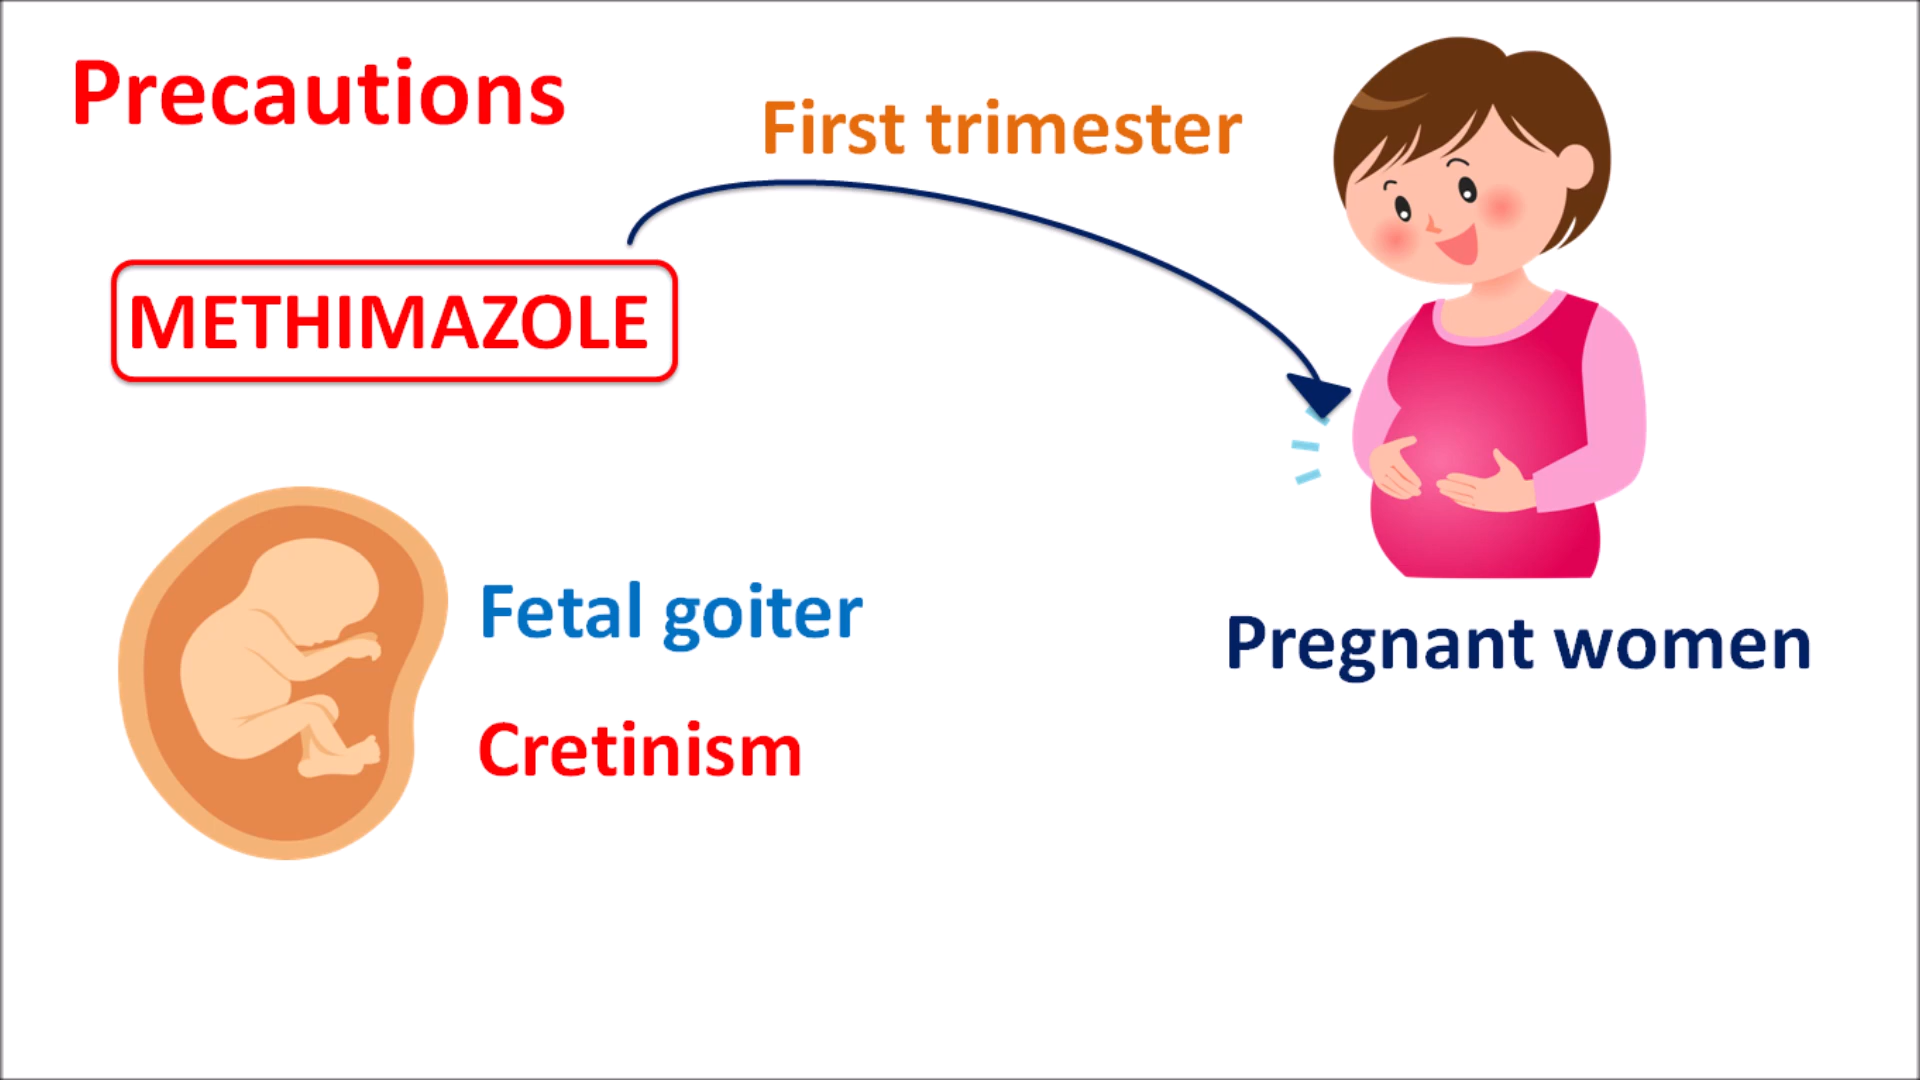 Precautions
First trimester
METHIMAZOLE
Fetal goiter
Pregnant women
Cretinism